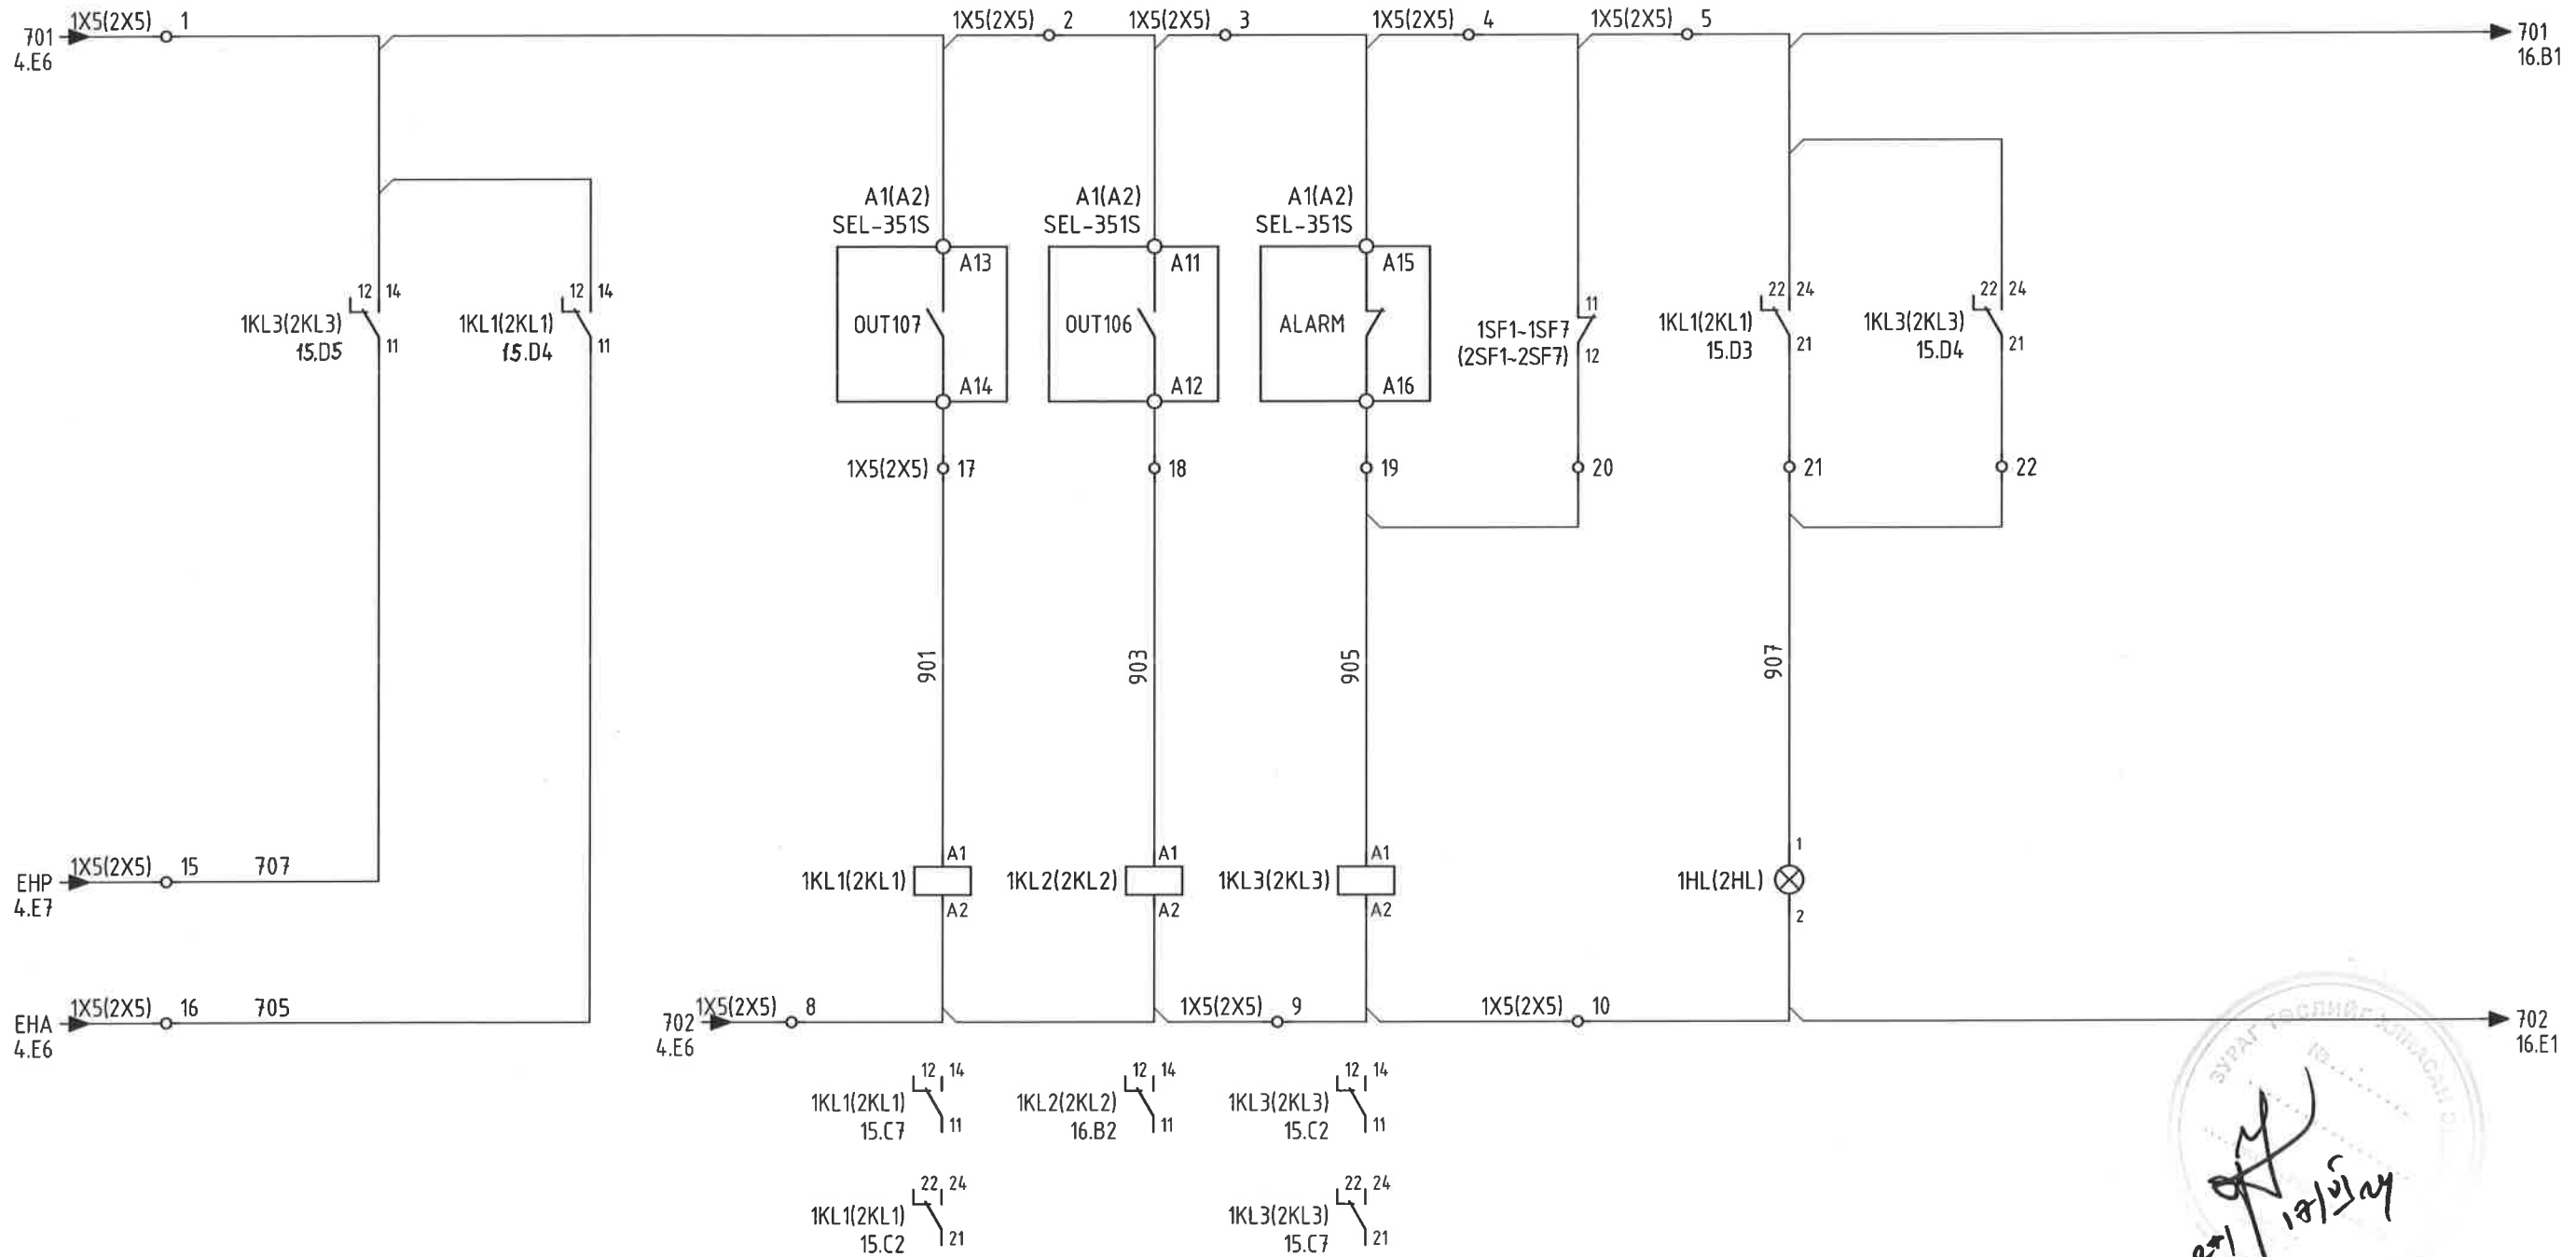 1X5(2X5) 1
1X5(2X5) 2
1X5(2X5) 3
1X5(2X5) 4
1X5(2X5) 5
701
4.E6
701
16.B1
A1(A2)
SEL-351S
A13
OUT107
A14
A1(A2)
SEL-351S
A11
OUT106
A12
A1(A2)
SEL-351S
A15
ALARM
A16
12 14
1KL3(2KL3)
15.D5
11
12 14
1KL1(2KL1)
15.D4
11
11
1SF1~1SF7
(2SF1~2SF7)
12
22 24
1KL1(2KL1)
15.D3
21
22 24
1KL3(2KL3)
15.D4
21
1X5(2X5) 17
18
19
20
21
22
901
903
905
907
1X5(2X5) 15 707
EHP
4.E7
A1
1KL1(2KL1)
A2
A1
1KL2(2KL2)
A2
A1
1KL3(2KL3)
A2
1
1HL(2HL)
2
1X5(2X5) 16 705
EHA
4.E6
1X5(2X5) 8
702
4.E6
1X5(2X5) 9
1X5(2X5) 10
702
16.E1
12 14
1KL1(2KL1)
15.C7
11
12 14
1KL2(2KL2)
16.B2
11
12 14
1KL3(2KL3)
15.C2
11
22 24
1KL1(2KL1)
15.C2
21
22 24
1KL3(2KL3)
15.C7
21
ЗУРАГ ТӨСЛИЙГ
№